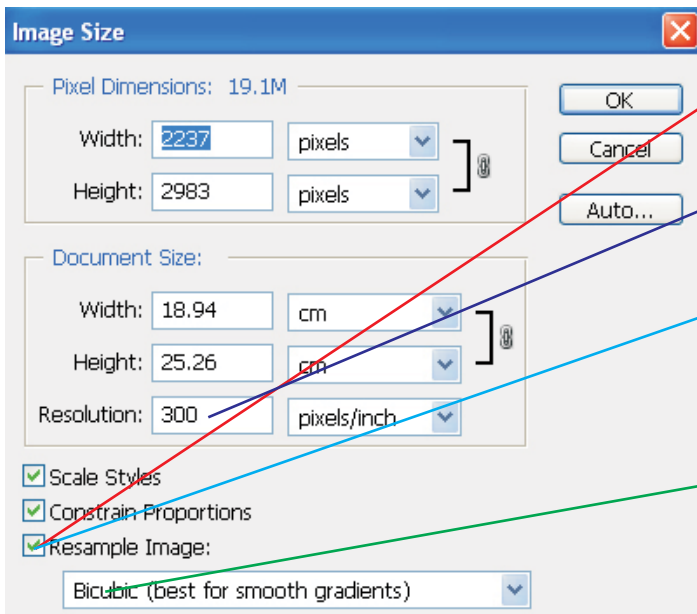 Image Size
Pixel Dimensions: 19.1M
OK
Width: 2237 pixels
Cancel
Height: 2983 pixels
Auto...
Document Size:
Width: 18.94 cm
Height: 25.26 cm
Resolution: 300 pixels/inch
Scale Styles
Constrain Proportions
Resample Image:
Bicubic (best for smooth gradients)